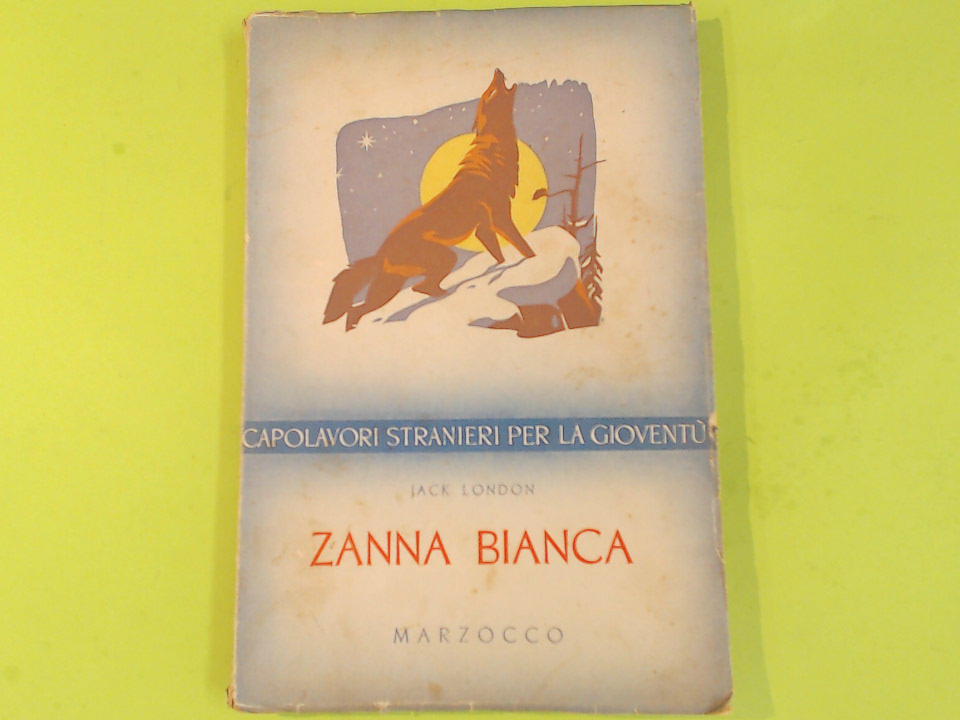 CAPOLAVORI STRANIERI PER LA GIOVENTÙ
JACK LONDON
ZANNA BIANCA
MARZOCCO